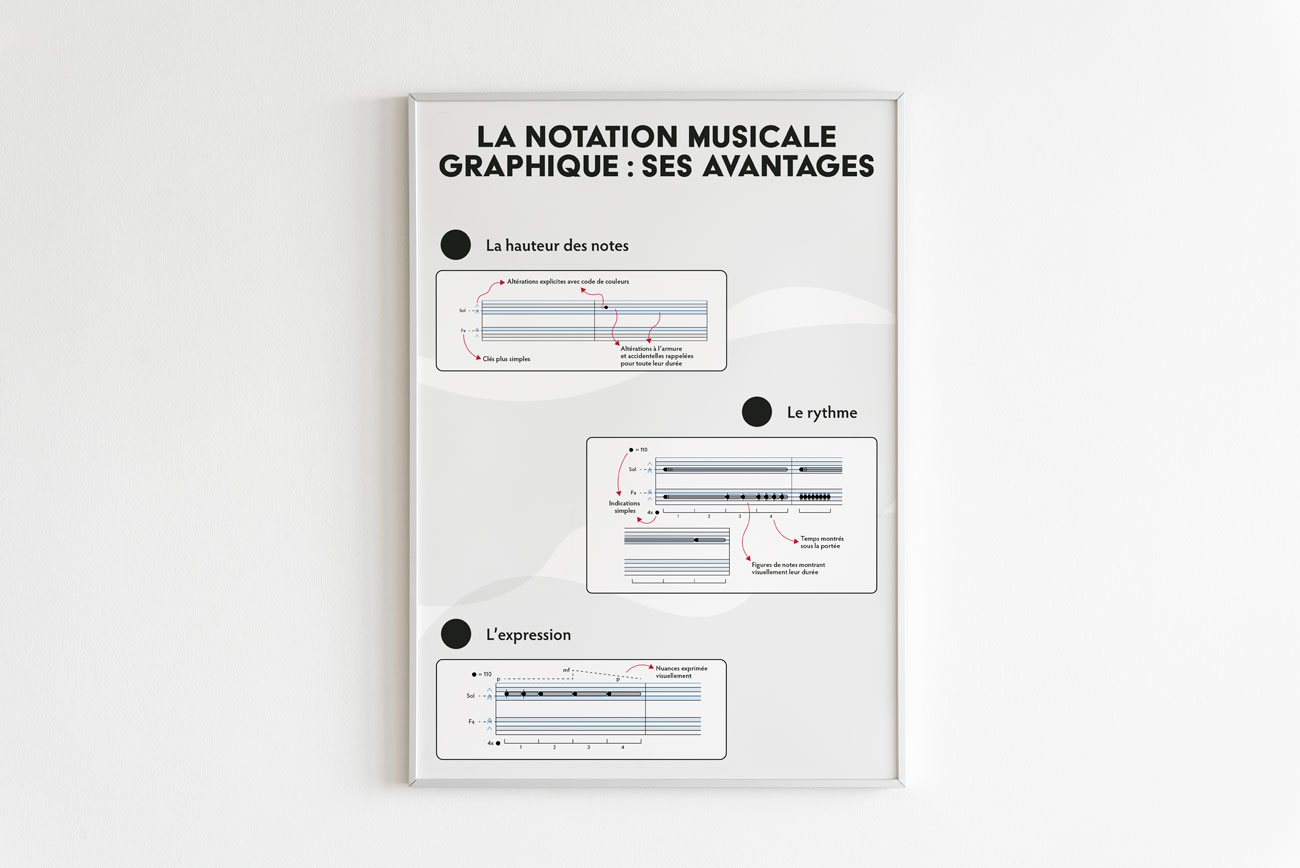 LA NOTATION MUSICALE
GRAPHIQUE : SES AVANTAGES
La hauteur des notes
Altérations explicites avec code de couleurs
Sol
Fa
Clés plus simples
Altérations à l'armure
et accidentelles rappelées
pour toute leur durée
Le rythme
= 110
Sol
Fa
Indications
simples
4x
1 2 3 4
Temps montrés
sous la portée
Figures de notes montrant
visuellement leur durée
L'expression
= 110
p
mf
p
Nuances exprimée
visuellement
Sol
Fa
4x
1 2 3 4